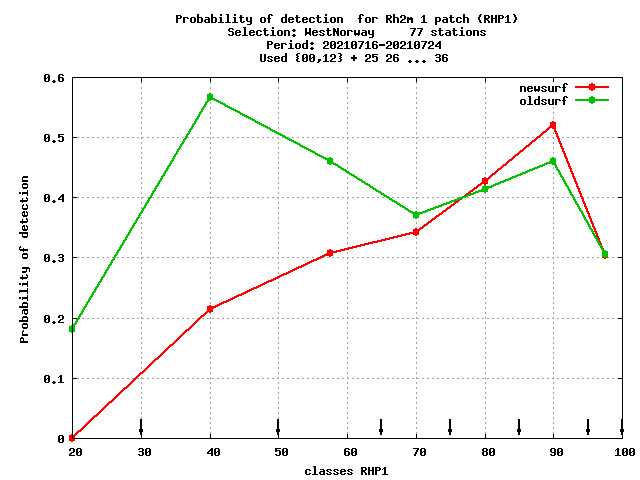 Probability of detection  for Rh2m 1 patch (RHP1)
Selection: WestNorway     77 stations
Period: 20210716-20210724
Used {00,12} + 25 26 ... 36
newsurf
oldsurf
0.6
0.5
0.4
0.3
0.2
0.1
0
Probability of detection
20 30 40 50 60 70 80 90 100
classes RHP1